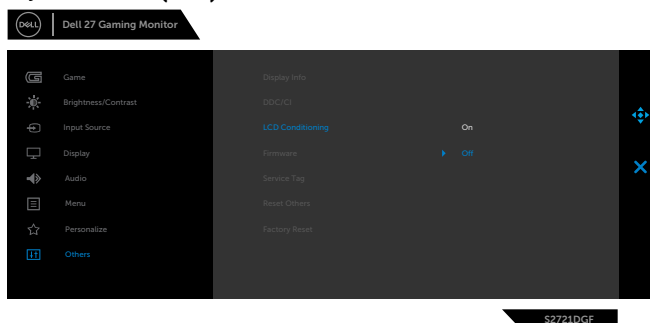 DELL
Dell 27 Gaming Monitor
Game
Display Info
Brightness/Contrast
DDC/CI
Input Source
LCD Conditioning
On
Display
Firmware
Off
Audio
Service Tag
Menu
Reset Others
Personalize
Factory Reset
Others
S2721DGF